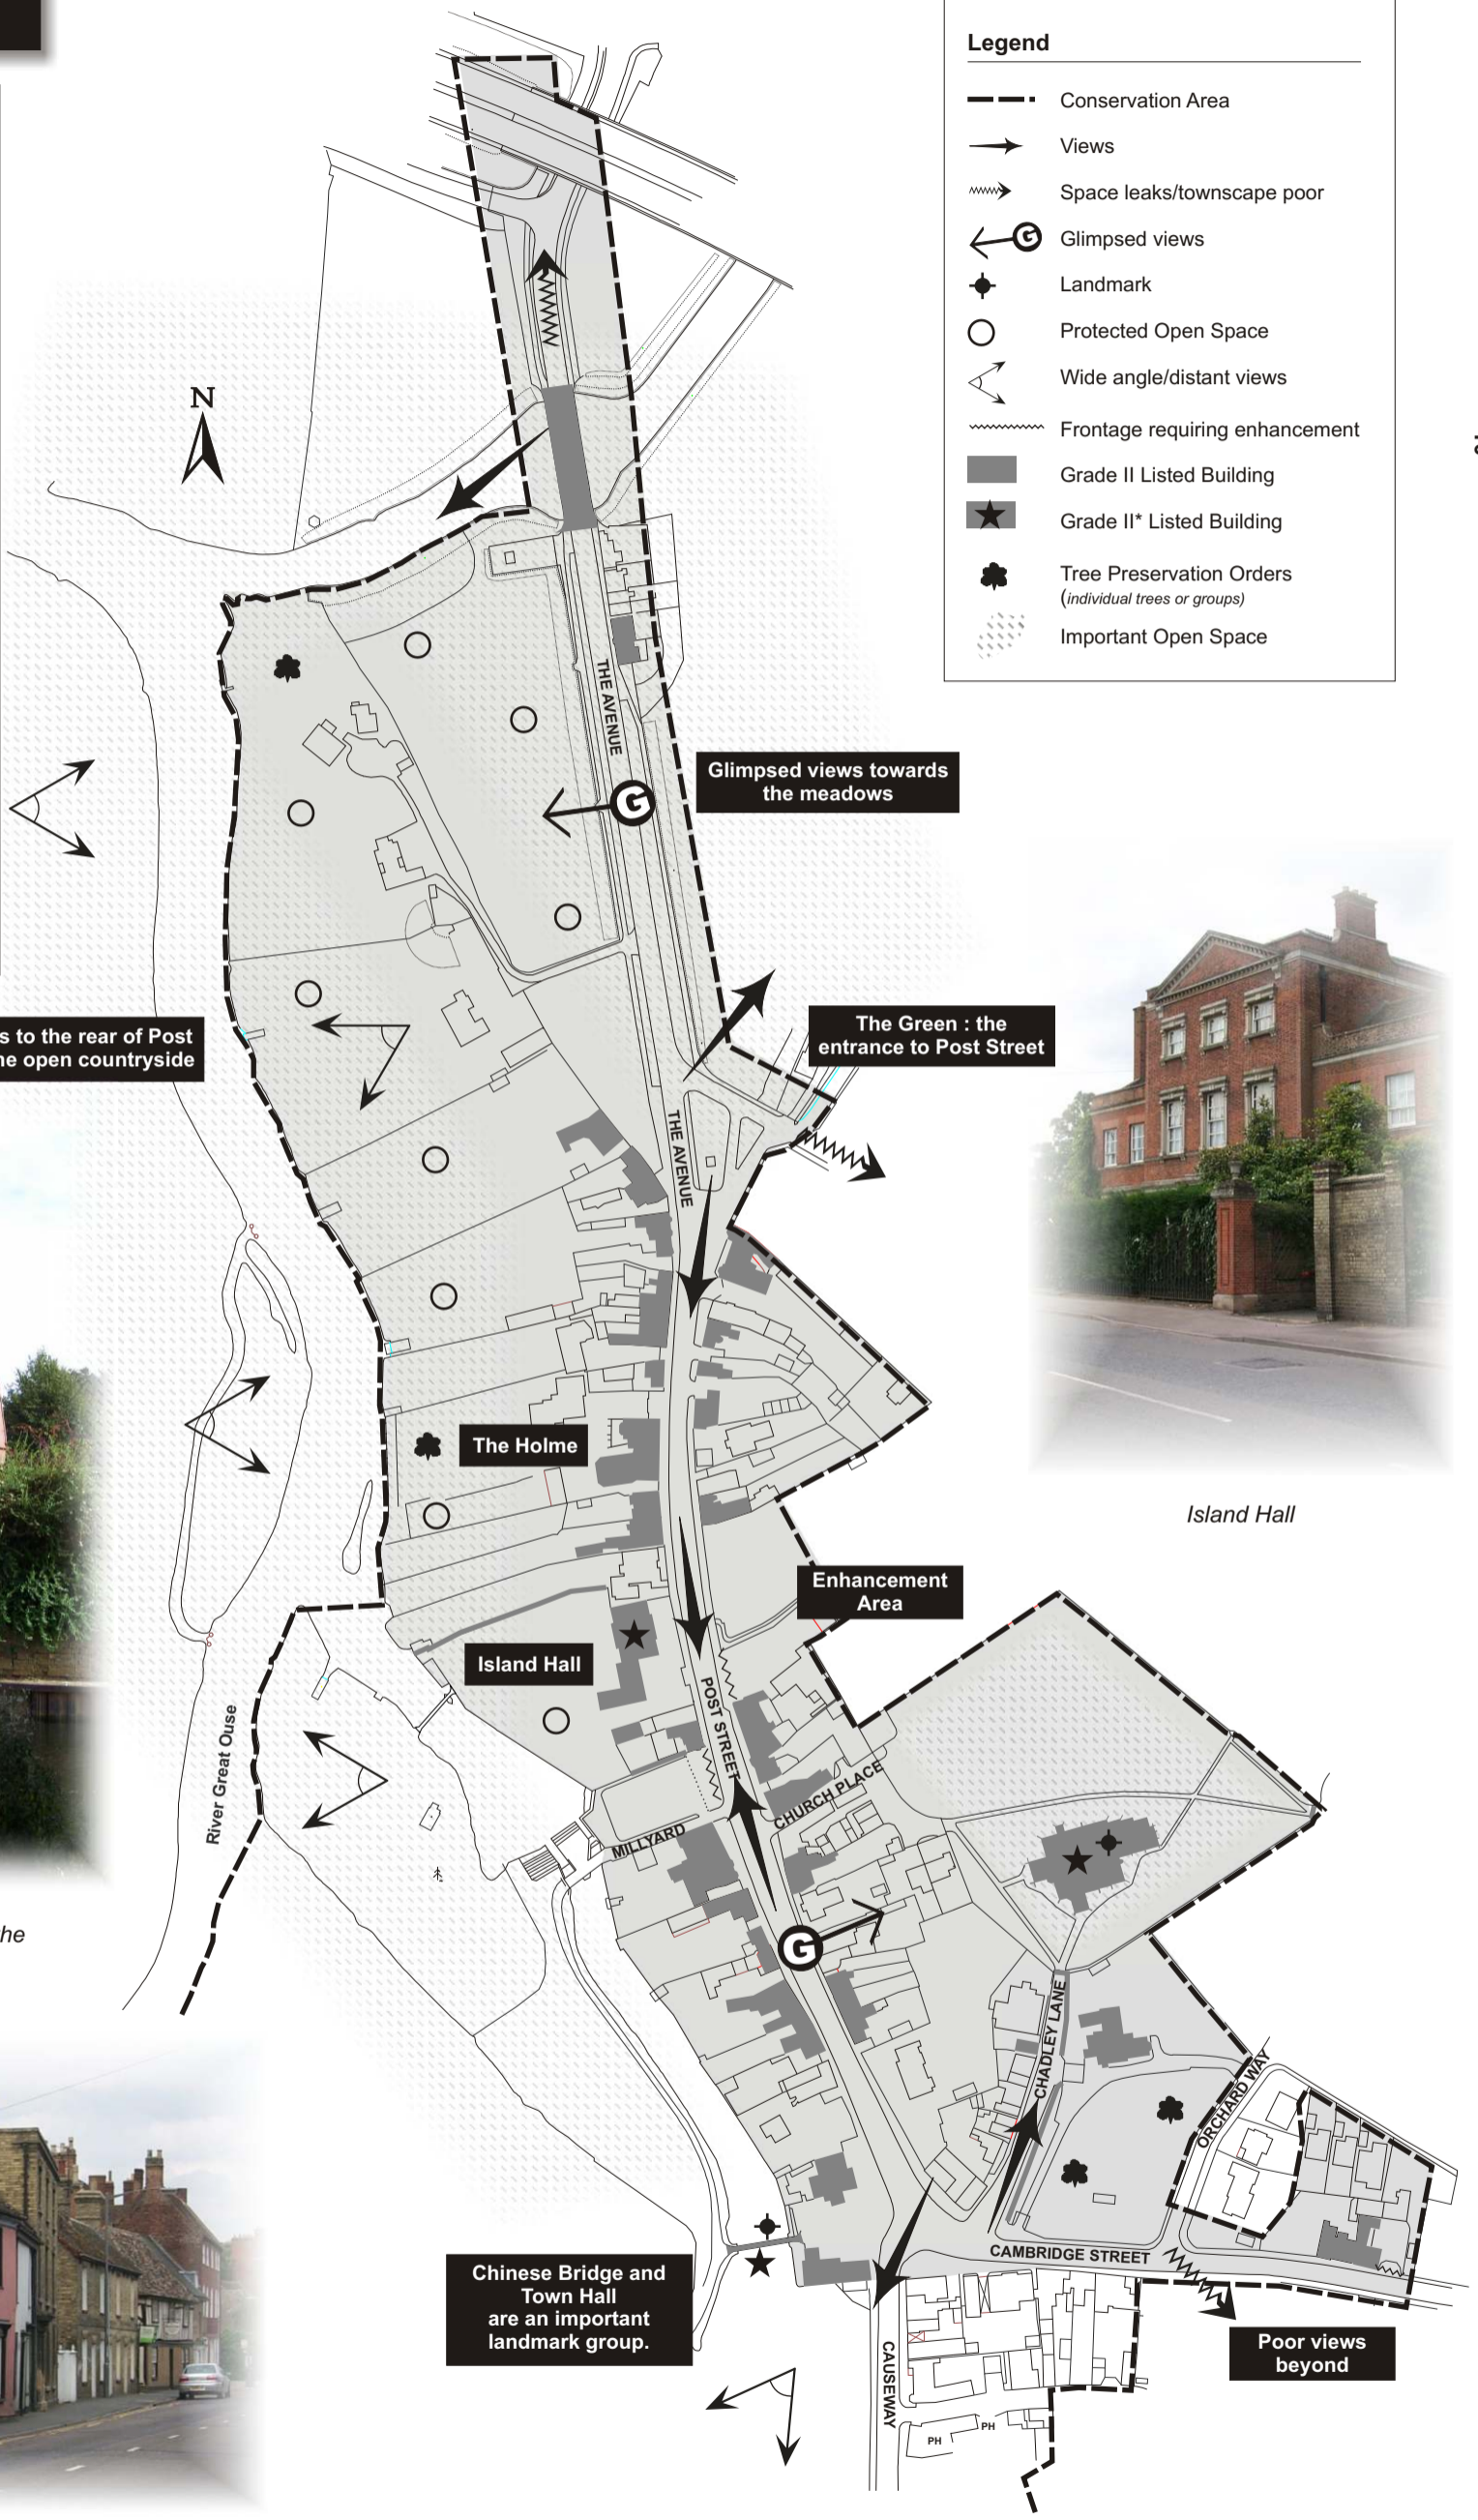 Legend
Conservation Area
Views
Space leaks/townscape poor
G Glimpsed views
Landmark
Protected Open Space
Wide angle/distant views
Frontage requiring enhancement
Grade II Listed Building
Grade II* Listed Building
Tree Preservation Orders
(individual trees or groups)
Important Open Space
N
THE AVENUE
Glimpsed views towards
the meadows
G
s to the rear of Post
ne open countryside
The Green : the
entrance to Post Street
THE AVENUE
The Holme
Island Hall
Enhancement
Area
Island Hall
POST STREET
River Great Ouse
CHURCH PLACE
MILLYARD
he
G
CHADLEY LANE
ORCHARD WAY
CAMBRIDGE STREET
Chinese Bridge and
Town Hall
are an important
landmark group.
Poor views
beyond
CAUSEWAY
PH
PH